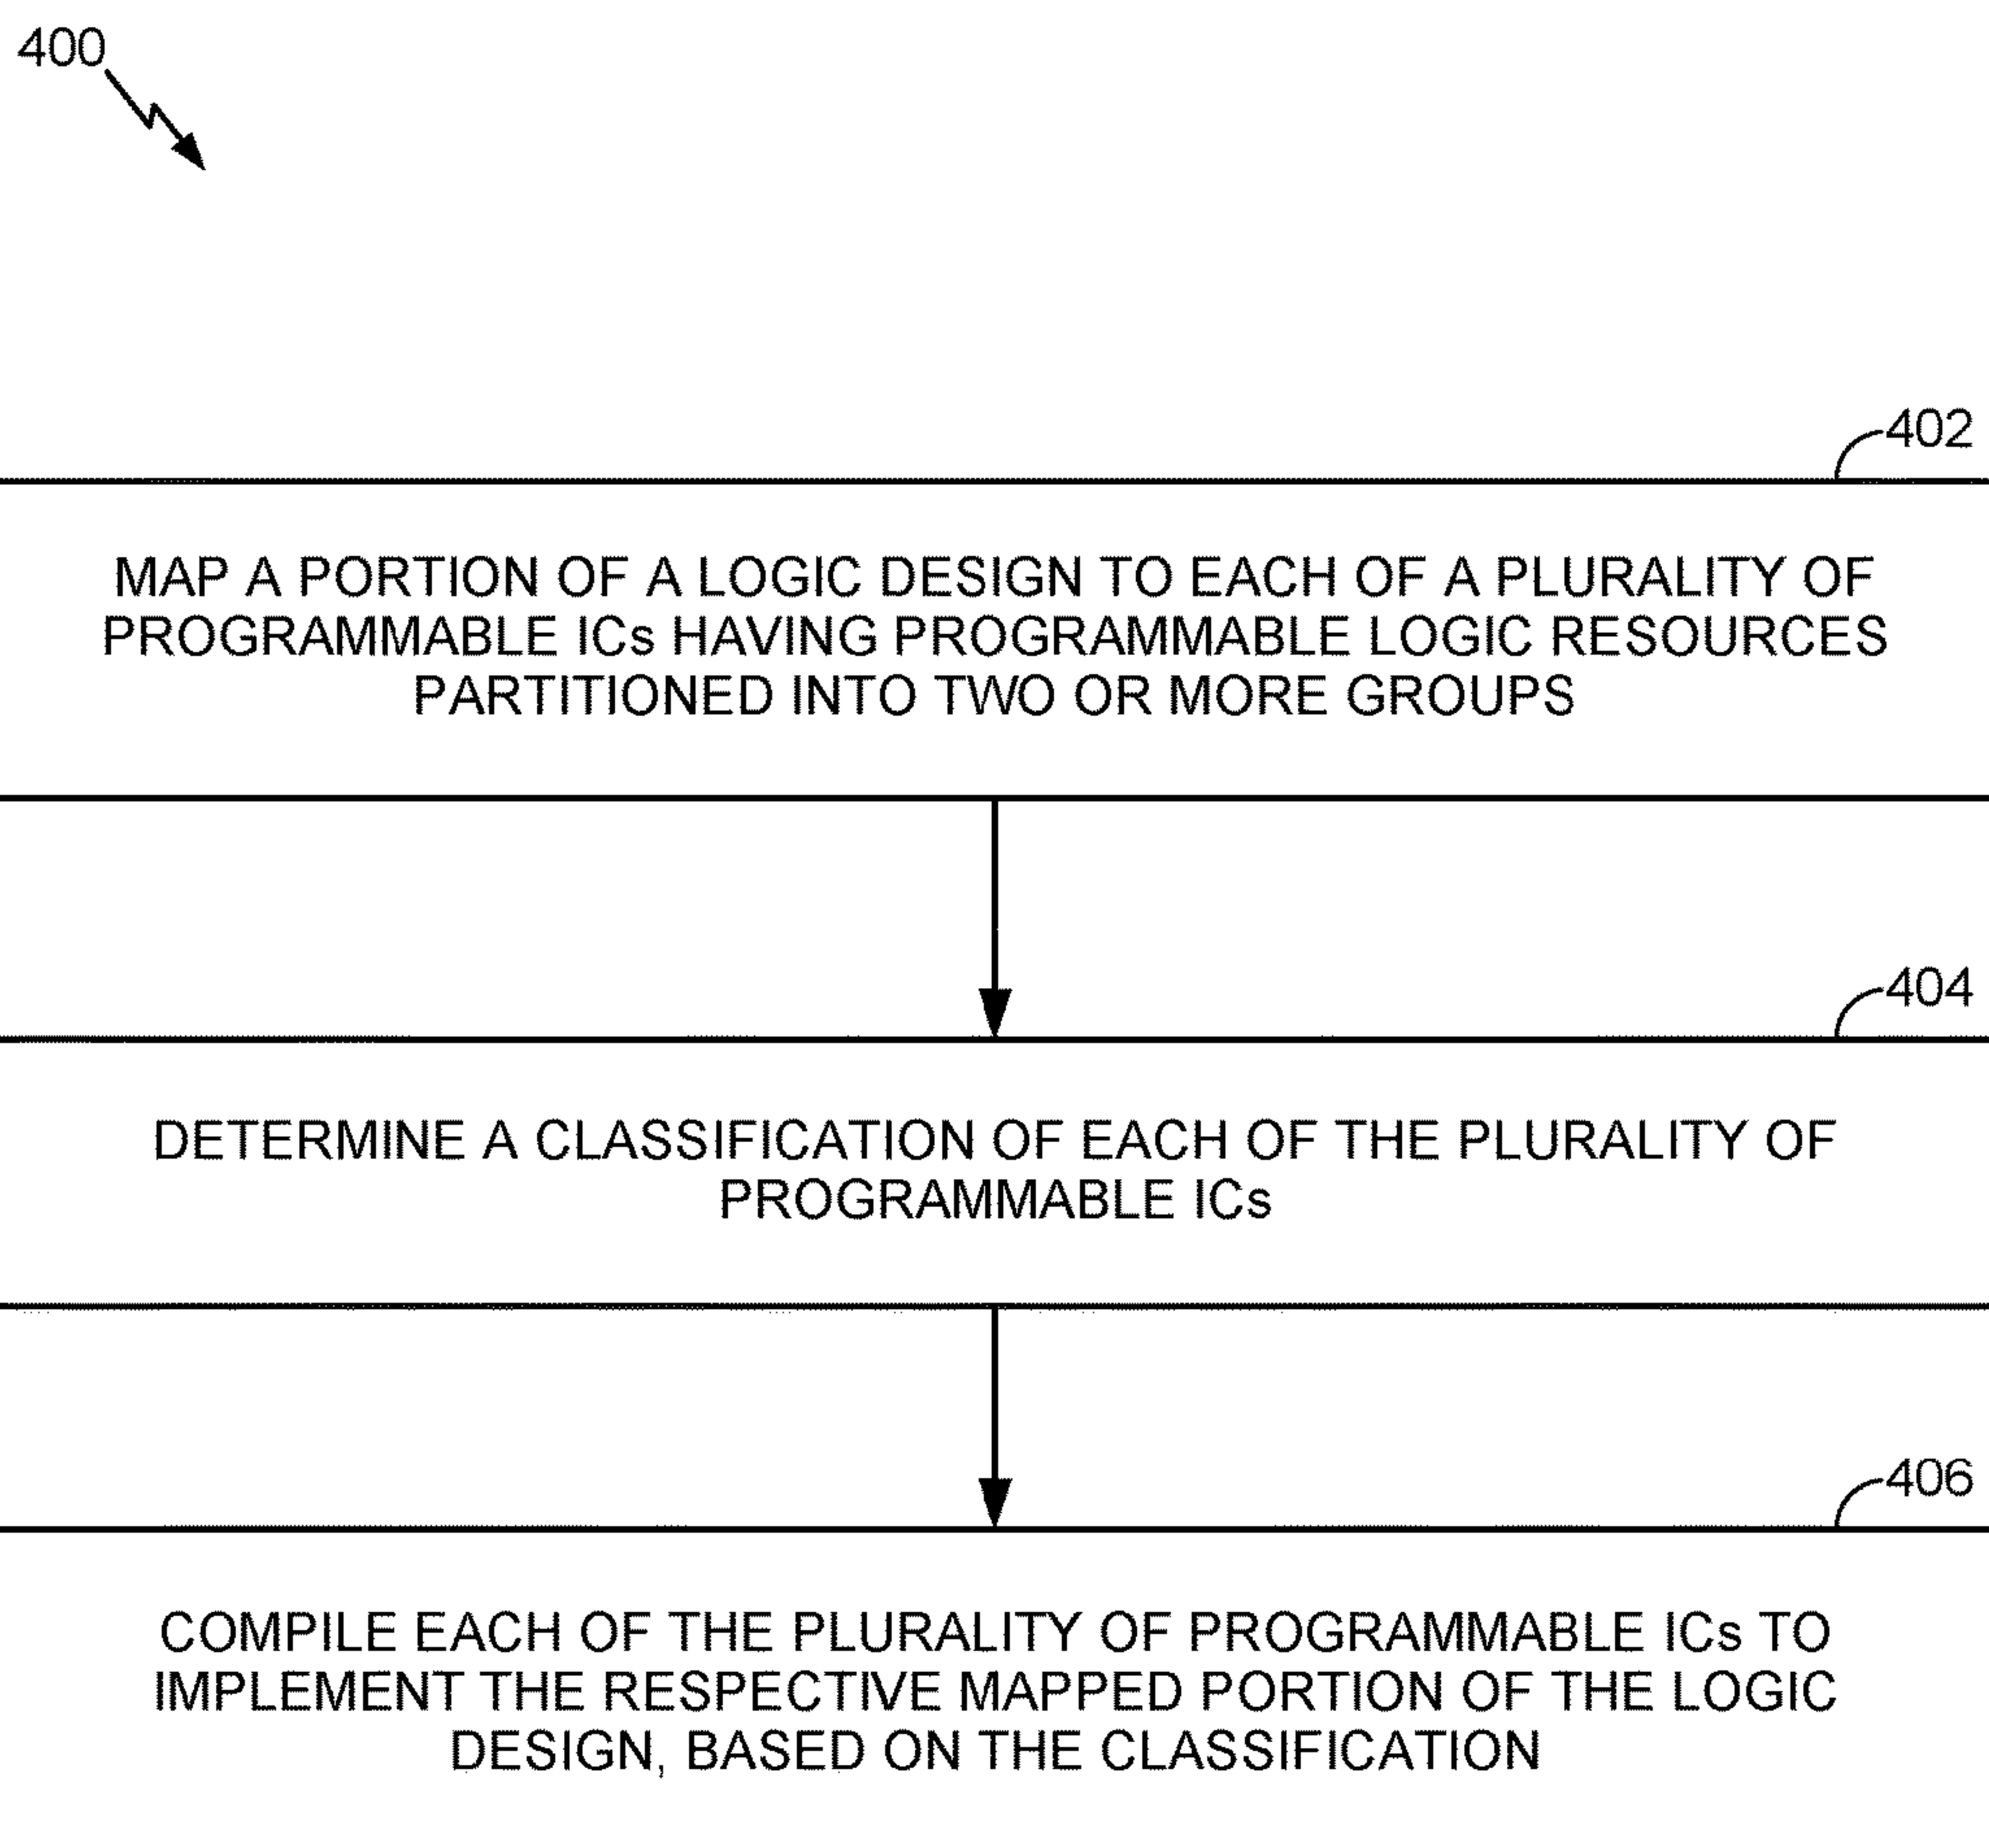 400
402
MAP A PORTION OF A LOGIC DESIGN TO EACH OF A PLURALITY OF
PROGRAMMABLE ICs HAVING PROGRAMMABLE LOGIC RESOURCES
PARTITIONED INTO TWO OR MORE GROUPS
404
DETERMINE A CLASSIFICATION OF EACH OF THE PLURALITY OF
PROGRAMMABLE ICs
406
COMPILE EACH OF THE PLURALITY OF PROGRAMMABLE ICs TO
IMPLEMENT THE RESPECTIVE MAPPED PORTION OF THE LOGIC
DESIGN, BASED ON THE CLASSIFICATION